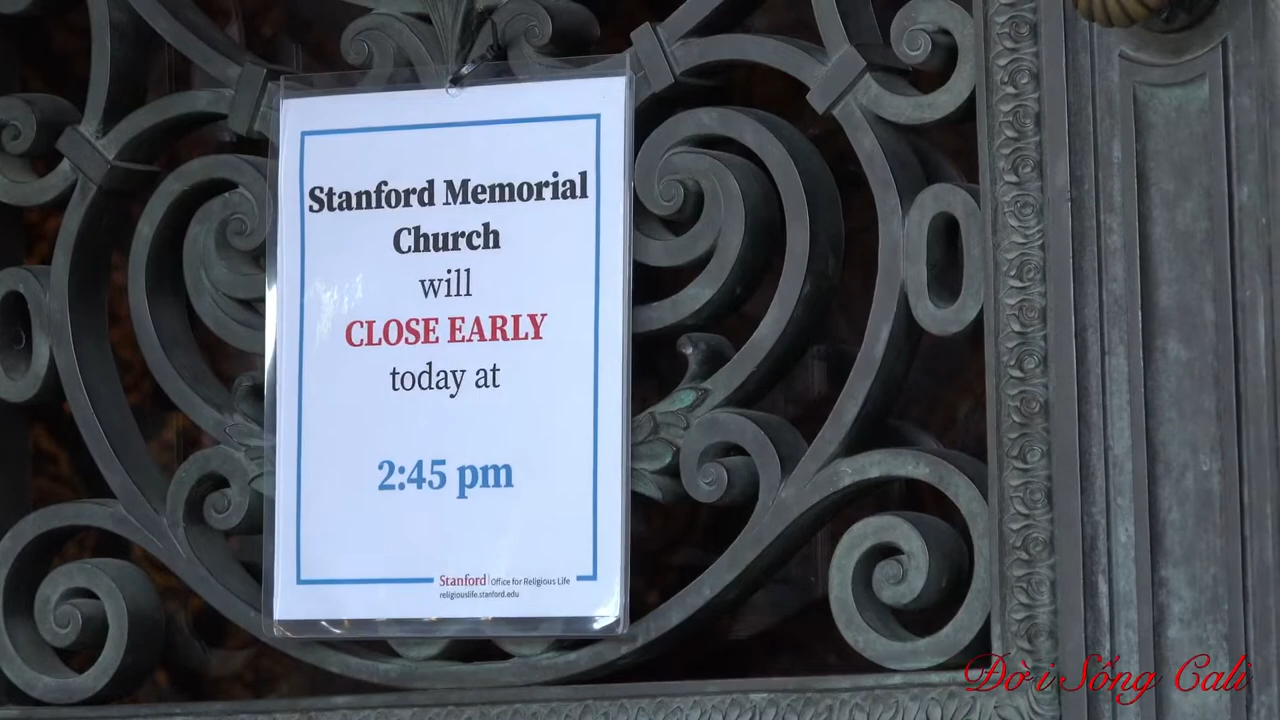 Stanford Memorial
Church
will
CLOSE EARLY
today at
2:45 pm
Stanford | Office for Religious Life
religiouslife.stanford.edu
Đời Sống Cali